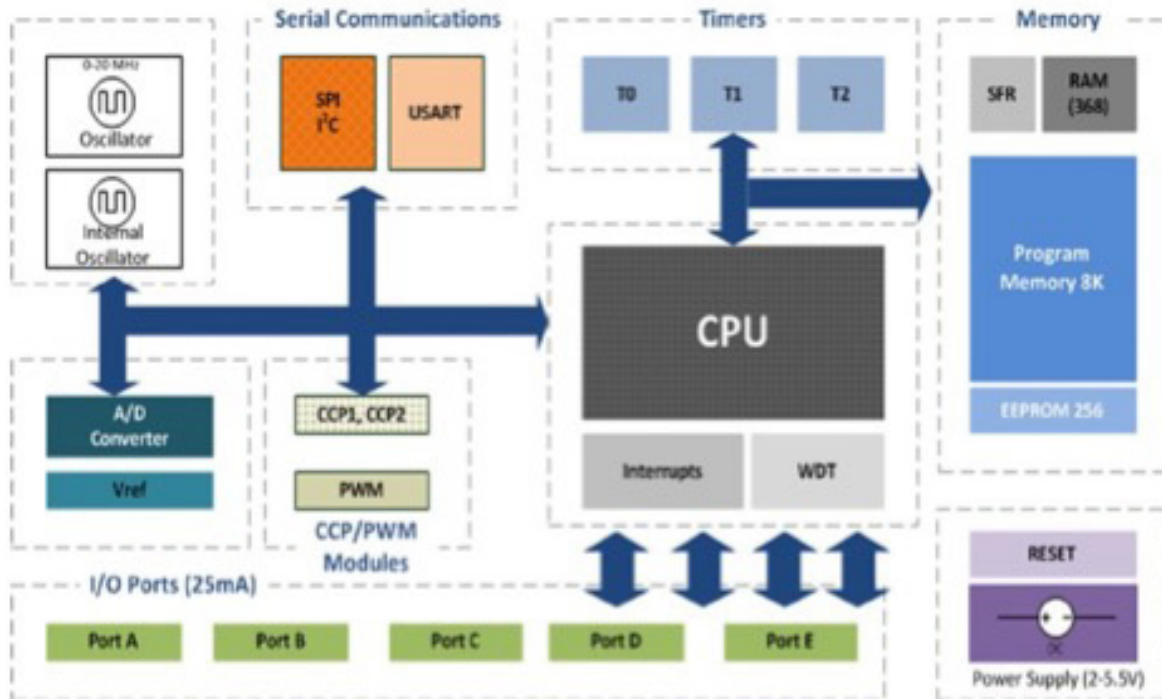 Serial Communications
Timers
Memory
0-20 MHz
Oscillator
Internal
Oscillator
SPI
I²C
USART
T0
T1
T2
SFR
RAM
(368)
Program
Memory 8K
EEPROM 256
CPU
Interrupts
WDT
A/D
Converter
Vref
CCP1, CCP2
PWM
CCP/PWM
Modules
I/O Ports (25mA)
Port A
Port B
Port C
Port D
Port E
RESET
DC
Power Supply (2-5.5V)